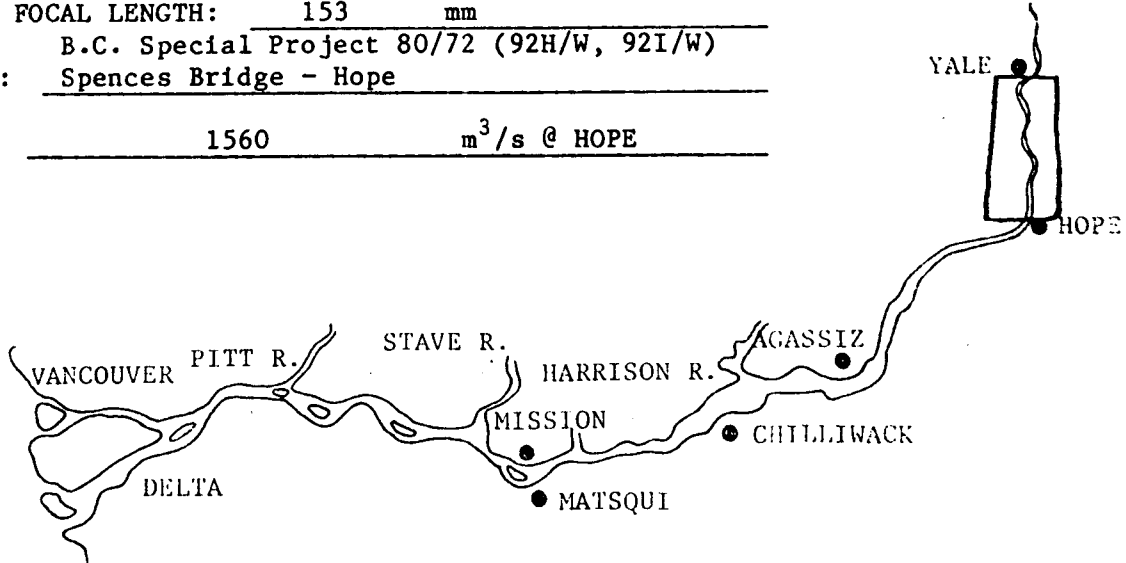 FOCAL LENGTH: 153 mm
B.C. Special Project 80/72 (92H/W, 92I/W)
: Spences Bridge - Hope
1560 m³/s @ HOPE
YALE
HOPE
AGASSIZ
STAVE R.
PITT R.
HARRISON R.
VANCOUVER
MISSION
CHILLIWACK
DELTA
MATSQUI